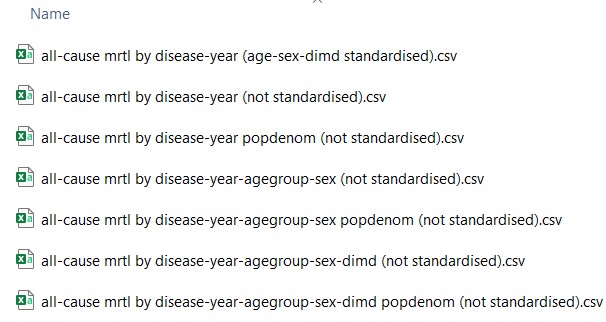 Name
all-cause mrtl by disease-year (age-sex-dimd standardised).csv
all-cause mrtl by disease-year (not standardised).csv
all-cause mrtl by disease-year popdenom (not standardised).csv
all-cause mrtl by disease-year-agegroup-sex (not standardised).csv
all-cause mrtl by disease-year-agegroup-sex popdenom (not standardised).csv
all-cause mrtl by disease-year-agegroup-sex-dimd (not standardised).csv
all-cause mrtl by disease-year-agegroup-sex-dimd popdenom (not standardised).csv